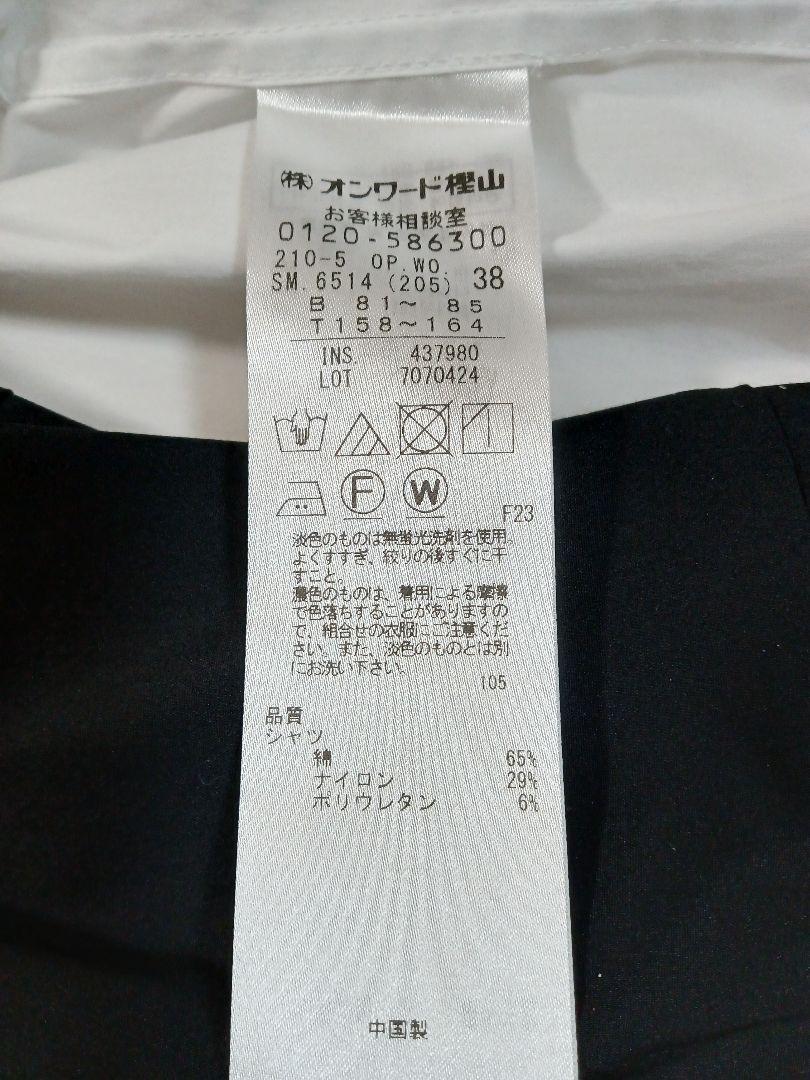 (株)オンワード樫山
お客様相談室
0120-586300
210-5 OP.WO.
SM.6514(205) 38
B 81〜 85
T158〜164
INS. 437980
LOT 7070424
F W
F23
淡色のものは無蛍光洗剤を使用
よくすすぎ、絞りの後すぐに干
すこと。
濃色のものは、着用による摩擦
で色落ちすることがありますの
で、組合せの衣服にご注意くだ
さい。また、淡色のものとは別
にお洗い下さい。
105
品質
シャツ
綿 65%
ナイロン 29%
ポリウレタン 6%
中国製